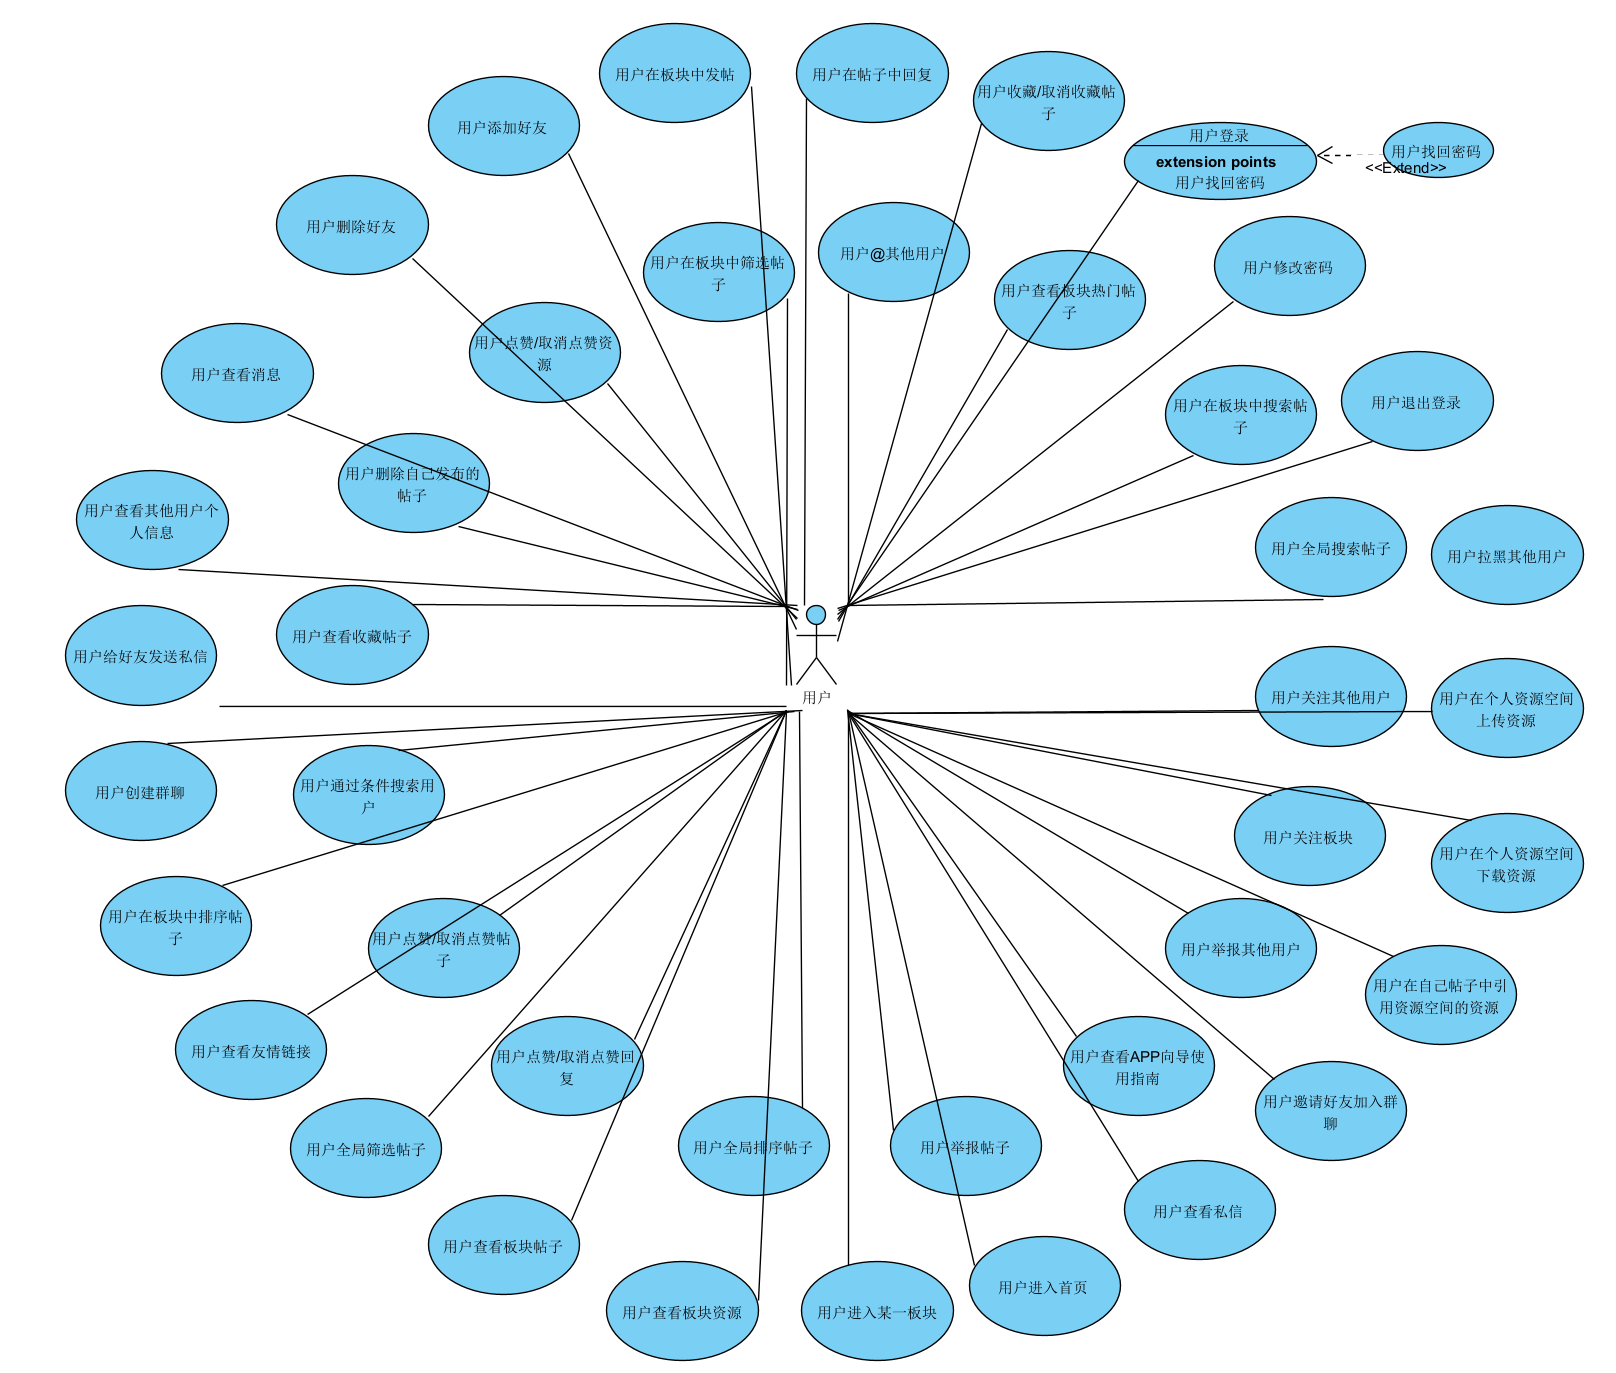 用户在板块中发帖
用户在帖子中回复
用户收藏/取消收藏帖
子
用户添加好友
用户登录
extension points
用户找回密码
用户找回密码
<<Extend>>
用户删除好友
用户在板块中筛选帖
子
用户@其他用户
用户查看板块热门帖
子
用户修改密码
用户点赞/取消点赞资
源
用户查看消息
用户在板块中搜索帖
子
用户退出登录
用户删除自己发布的
帖子
用户查看其他用户个
人信息
用户全局搜索帖子
用户拉黑其他用户
用户查看收藏帖子
用户给好友发送私信
用户
用户关注其他用户
用户在个人资源空间
上传资源
用户创建群聊
用户通过条件搜索用
户
用户关注板块
用户在个人资源空间
下载资源
用户在板块中排序帖
子
用户点赞/取消点赞帖
子
用户举报其他用户
用户在自己帖子中引
用资源空间的资源
用户查看友情链接
用户点赞/取消点赞回
复
用户查看APP向导使
用指南
用户邀请好友加入群
聊
用户全局筛选帖子
用户全局排序帖子
用户举报帖子
用户查看私信
用户查看板块帖子
用户查看板块资源
用户进入某一板块
用户进入首页